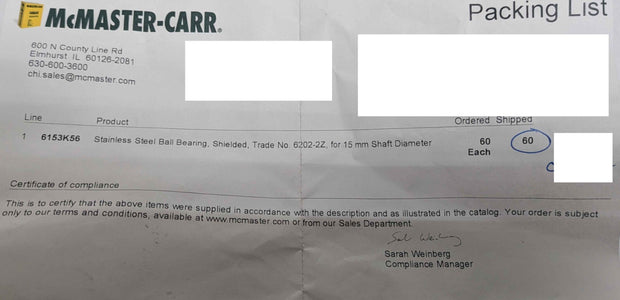 McMASTER-CARR®
Packing List
600 N County Line Rd
Elmhurst IL 60126-2081
630-600-3600
chi.sales@mcmaster.com
Line Product Ordered Shipped
1 6153K56 Stainless Steel Ball Bearing, Shielded, Trade No. 6202-2Z, for 15 mm Shaft Diameter 60 60
Each
Certificate of compliance
This is to certify that the above items were supplied in accordance with the description and as illustrated in the catalog. Your order is subject
only to our terms and conditions, available at www.mcmaster.com or from our Sales Department.
Sarah Weinberg
Sarah Weinberg
Compliance Manager